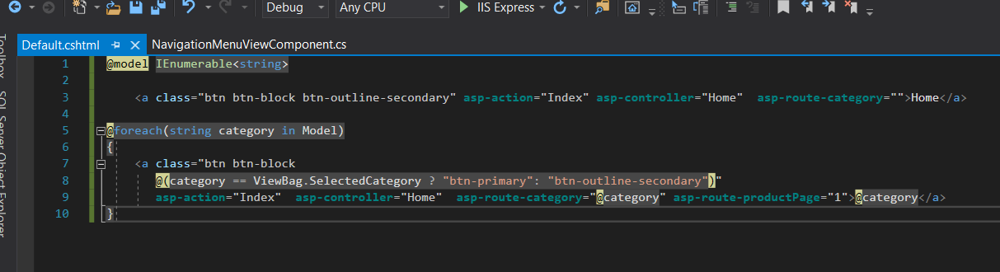 Debug Any CPU IIS Express
Default.cshtml NavigationMenuViewComponent.cs
Toolbox SQL Server Object Explorer
1 @model IEnumerable<string>
2
3 <a class="btn btn-block btn-outline-secondary" asp-action="Index" asp-controller="Home"  asp-route-category="">Home</a>
4
5 @foreach(string category in Model)
6 {
7 <a class="btn btn-block
8 @(category == ViewBag.SelectedCategory ? "btn-primary": "btn-outline-secondary")"
9 asp-action="Index"  asp-controller="Home"  asp-route-category="@category" asp-route-productPage="1">@category</a>
10 }